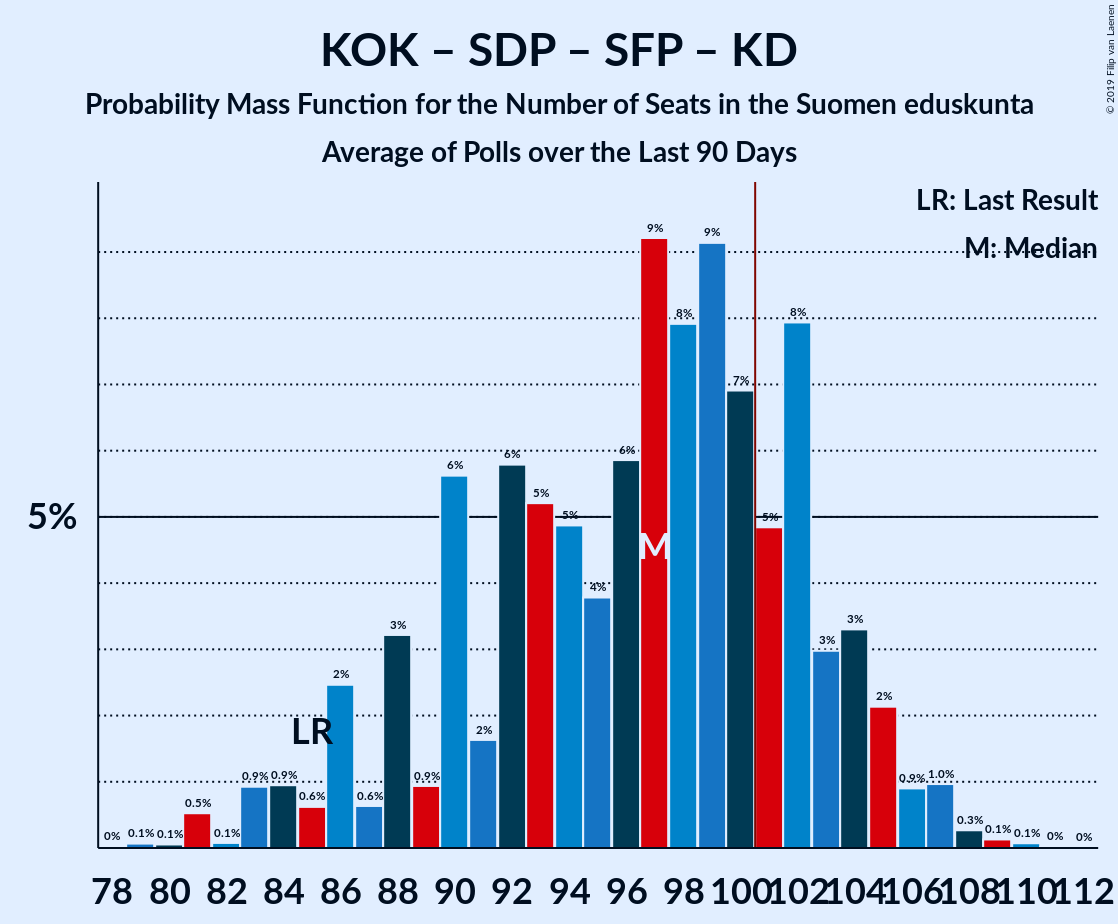 KOK – SDP – SFP – KD
Probability Mass Function for the Number of Seats in the Suomen eduskunta
Average of Polls over the Last 90 Days
© 2019 Filip van Laenen
LR: Last Result
M: Median
5%
0% 0.1% 0.1% 0.5% 0.1% 0.9% 0.9% 0.6% 2% 0.6% 3% 0.9% 6% 2% 6% 5% 5% 4% 6% 9% 8% 9% 7% 5% 8% 3% 3% 2% 0.9% 1.0% 0.3% 0.1% 0.1% 0% 0%
LR
M
78 80 82 84 86 88 90 92 94 96 98 100 102 104 106 108 110 112